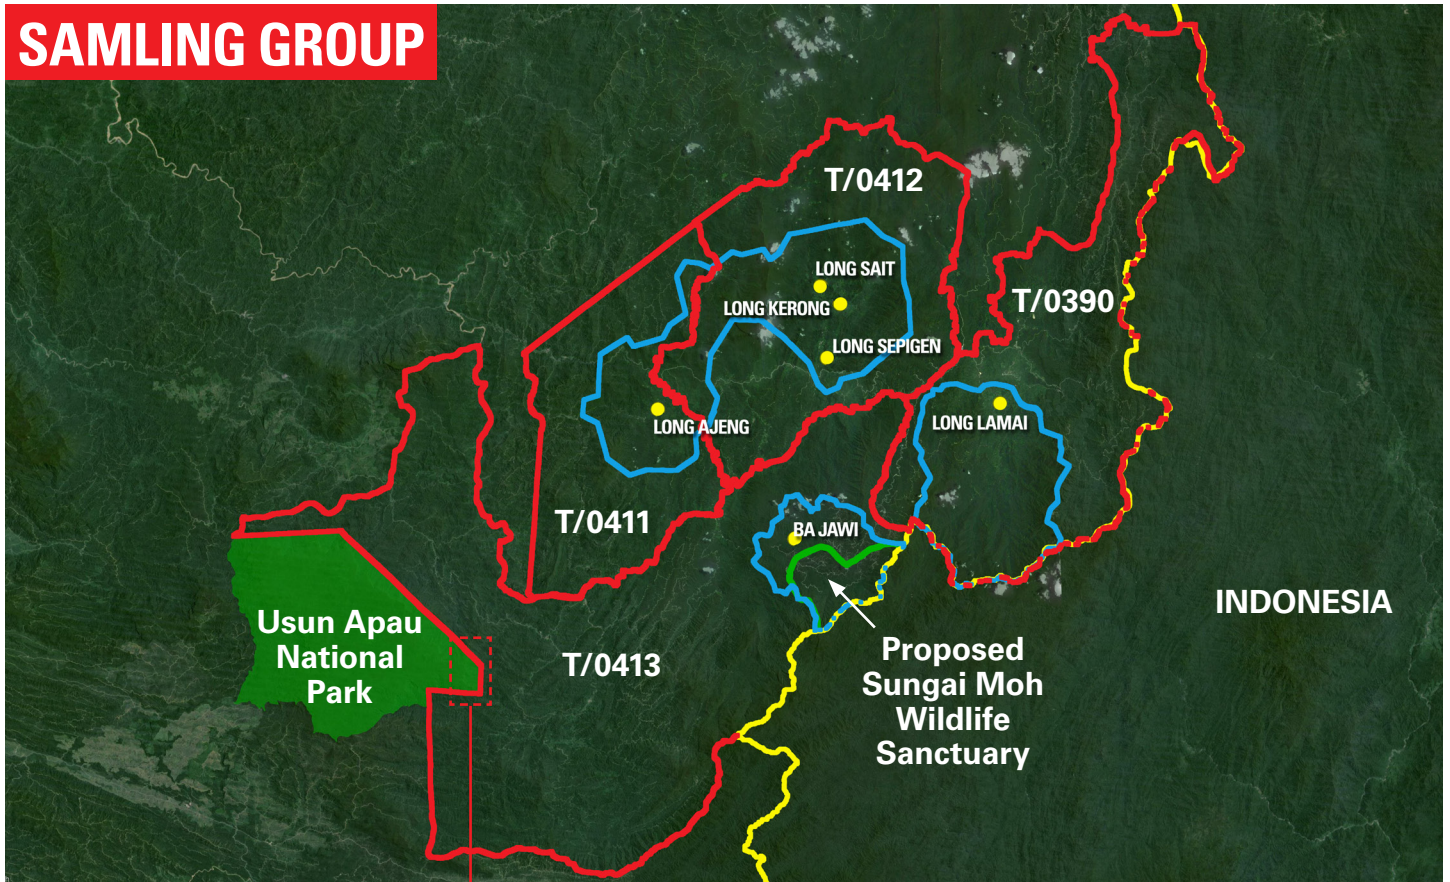 SAMLING GROUP
T/0412
LONG SAIT
LONG KERONG
T/0390
LONG SEPIGEN
LONG AJENG
LONG LAMAI
T/0411
BA JAWI
INDONESIA
Usun Apau
National
Park
T/0413
Proposed
Sungai Moh
Wildlife
Sanctuary